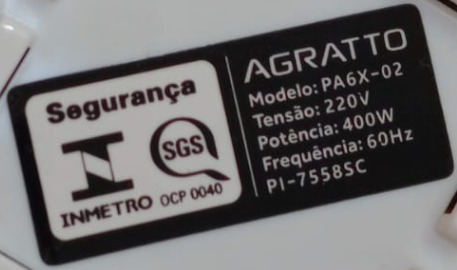 Segurança
SGS
INMETRO OCP 0040
AGRATTO
Modelo: PA6X-02
Tensão: 220V
Potência: 400W
Frequência: 60Hz
PI-7558SC